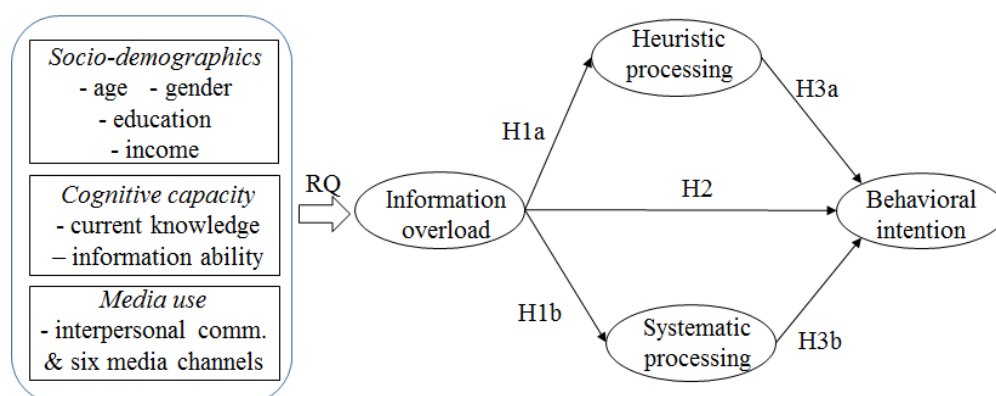 Socio-demographics
- age - gender
- education
- income
Cognitive capacity
- current knowledge
– information ability
Media use
- interpersonal comm.
& six media channels
RQ
Information
overload
H1a
H1b
Heuristic
processing
H2
Systematic
processing
H3a
H3b
Behavioral
intention